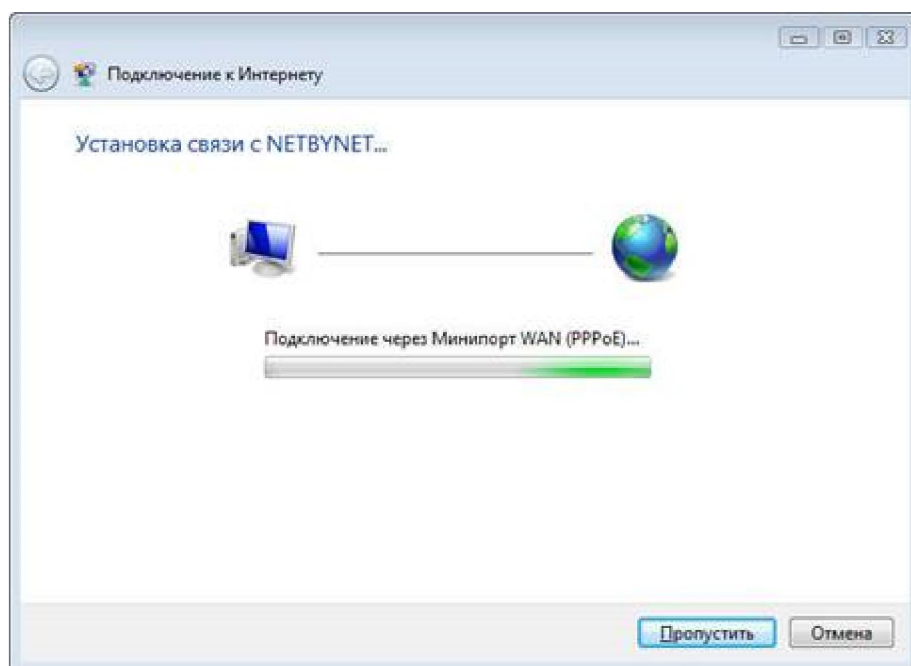 Подключение к Интернету
Установка связи с NETBYNET...
Подключение через Минипорт WAN (PPPoE)...
Пропустить
Отмена